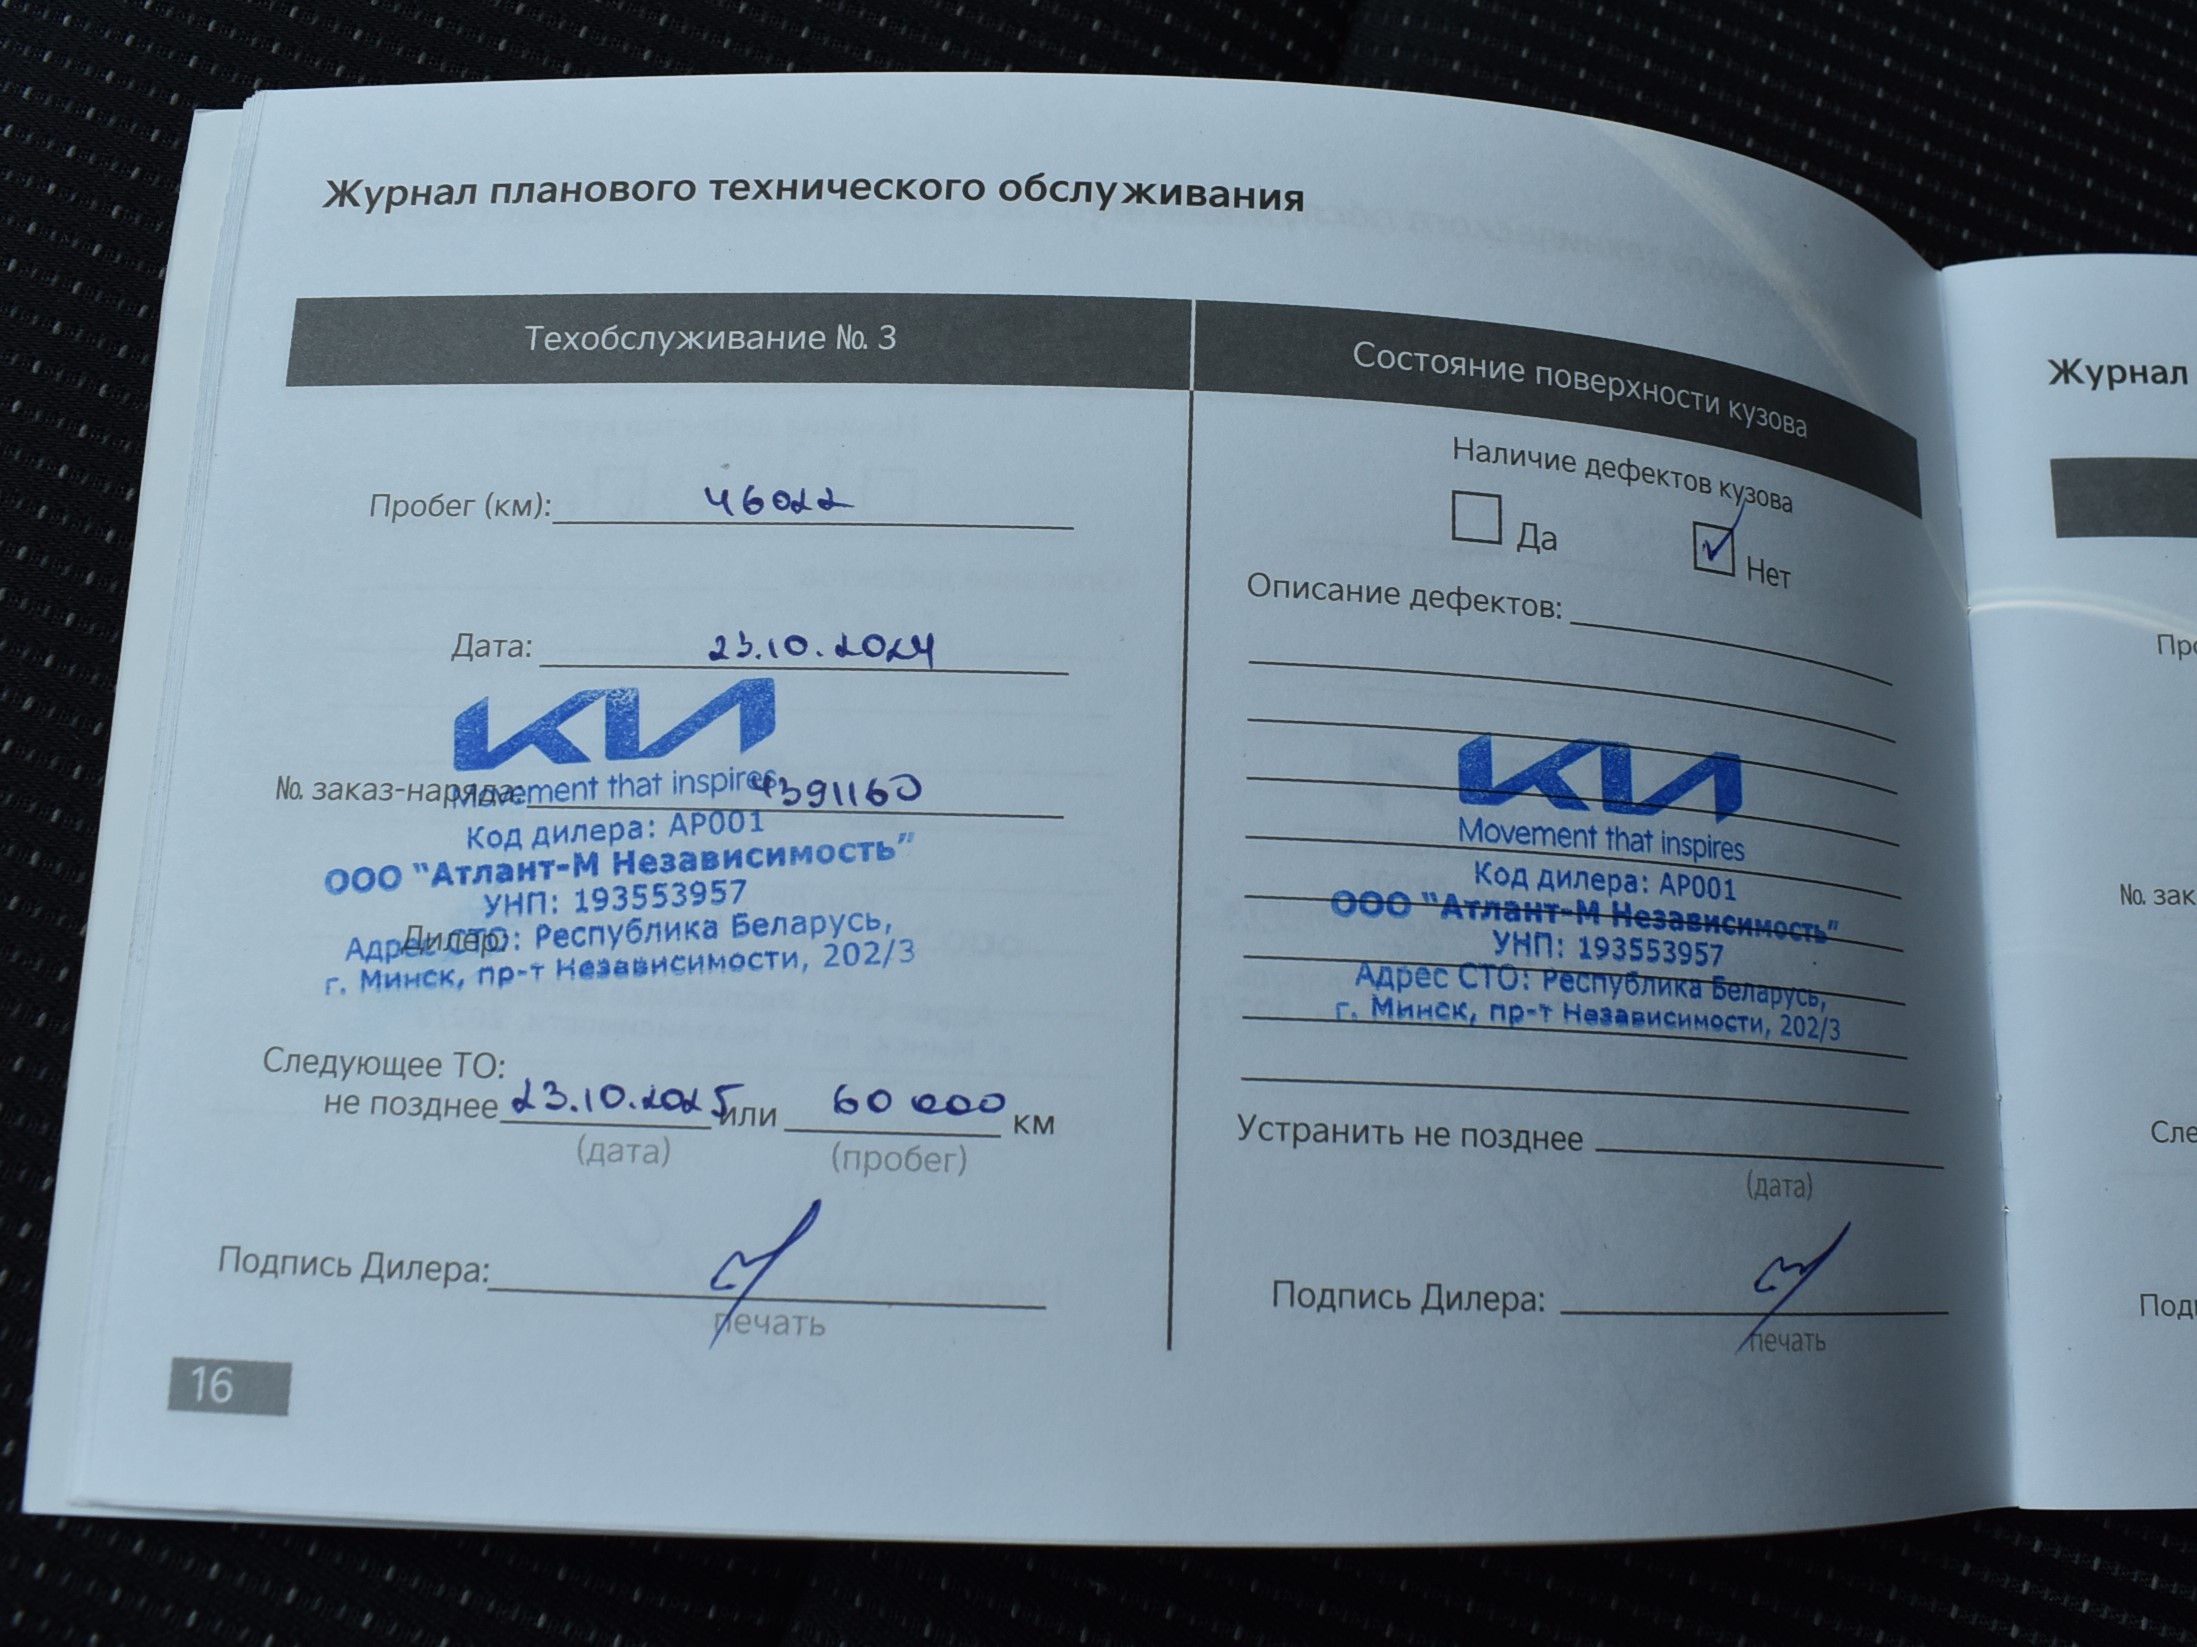 Журнал планового технического обслуживания
Техобслуживание №. 3
Пробег (км): 46022
Дата: 23.10.2024
KIA
Movement that inspires
№. заказ-наряда: 4391160
Код дилера: AP001
ООО "Атлант-М Независимость"
УНП: 193553957
Дилер:
Адрес СТО: Республика Беларусь,
г. Минск, пр-т Независимости, 202/3
Следующее ТО:
не позднее 23.10.2025 или 60 000 км
(дата) (пробег)
Подпись Дилера:
печать
16
Состояние поверхности кузова
Наличие дефектов кузова
Да Нет
Описание дефектов:
KIA
Movement that inspires
Код дилера: AP001
ООО "Атлант-М Независимость"
УНП: 193553957
Адрес СТО: Республика Беларусь,
г. Минск, пр-т Независимости, 202/3
Устранить не позднее
(дата)
Подпись Дилера:
печать
Журнал